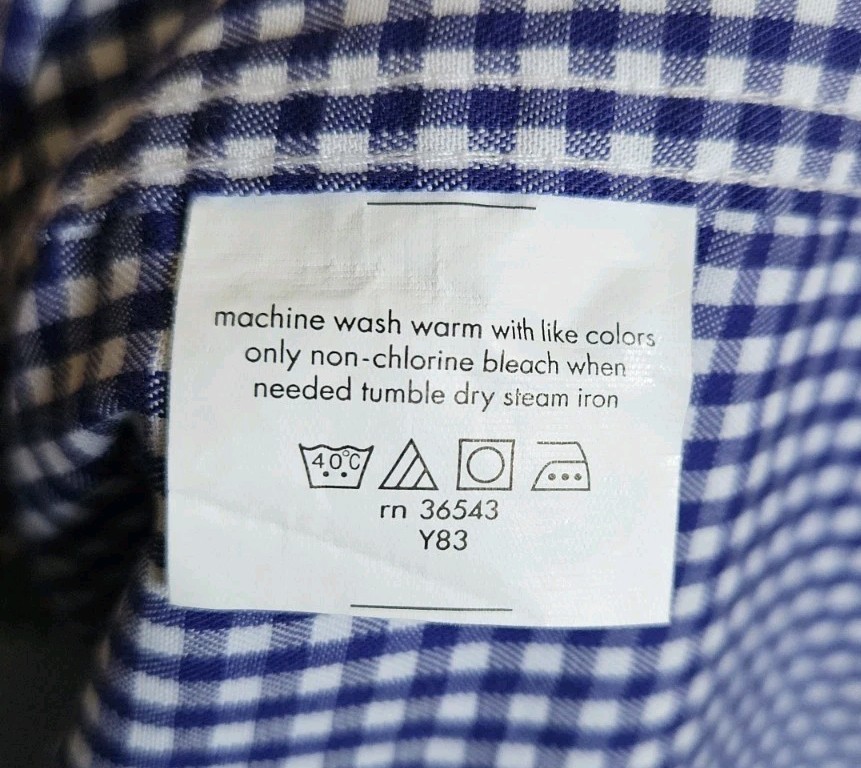 machine wash warm with like colors
only non-chlorine bleach when
needed tumble dry steam iron
40°C
rn 36543
Y83